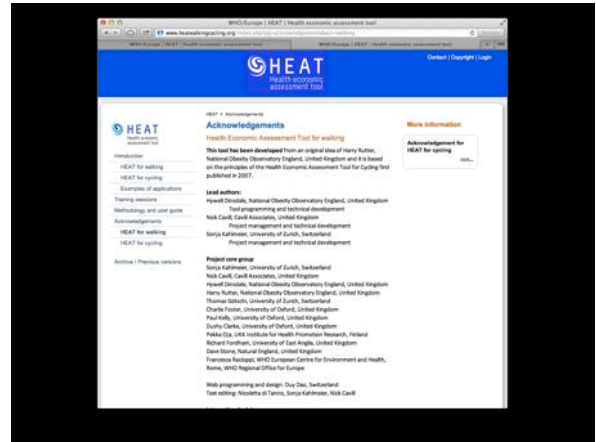 WHO/Europe | HEAT | Health economic assessment tool
www.heatwalkingcycling.org
Contact | Copyright | Login
HEAT
Health economic
assessment tool
HEAT
Health economic
assessment tool
Introduction
HEAT for walking
HEAT for cycling
Examples of applications
Training sessions
Methodology and user guide
Acknowledgements
HEAT for walking
HEAT for cycling
Archive / Previous versions
HEAT > Acknowledgements
Acknowledgements
Health Economic Assessment Tool for walking
This tool has been developed from an original idea of Harry Rutter,
National Obesity Observatory England, United Kingdom and it is based
on the principles of the Health Economic Assessment Tool for Cycling first
published in 2007.
Lead authors:
Hywell Dinsdale, National Obesity Observatory England, United Kingdom
Tool programming and technical development
Nick Cavill, Cavill Associates, United Kingdom
Project management and technical development
Sonja Kahlmeier, University of Zurich, Switzerland
Project management and technical development
Project core group
Sonja Kahlmeier, University of Zurich, Switzerland
Nick Cavill, Cavill Associates, United Kingdom
Hywell Dinsdale, National Obesity Observatory England, United Kingdom
Harry Rutter, National Obesity Observatory England, United Kingdom
Thomas Götschi, University of Zurich, Switzerland
Charlie Foster, University of Oxford, United Kingdom
Paul Kelly, University of Oxford, United Kingdom
Dushy Clarke, University of Oxford, United Kingdom
Pekka Oja, UKK Institute for Health Promotion Research, Finland
Richard Fordham, University of East Anglia, United Kingdom
Dave Stone, Natural England, United Kingdom
Francesca Racioppi, WHO European Centre for Environment and Health,
Rome, WHO Regional Office for Europe
Web programming and design: Duy Dao, Switzerland
Text editing: Nicoletta di Tanno, Sonja Kahlmeier, Nick Cavill
More information
Acknowledgement for
HEAT for cycling